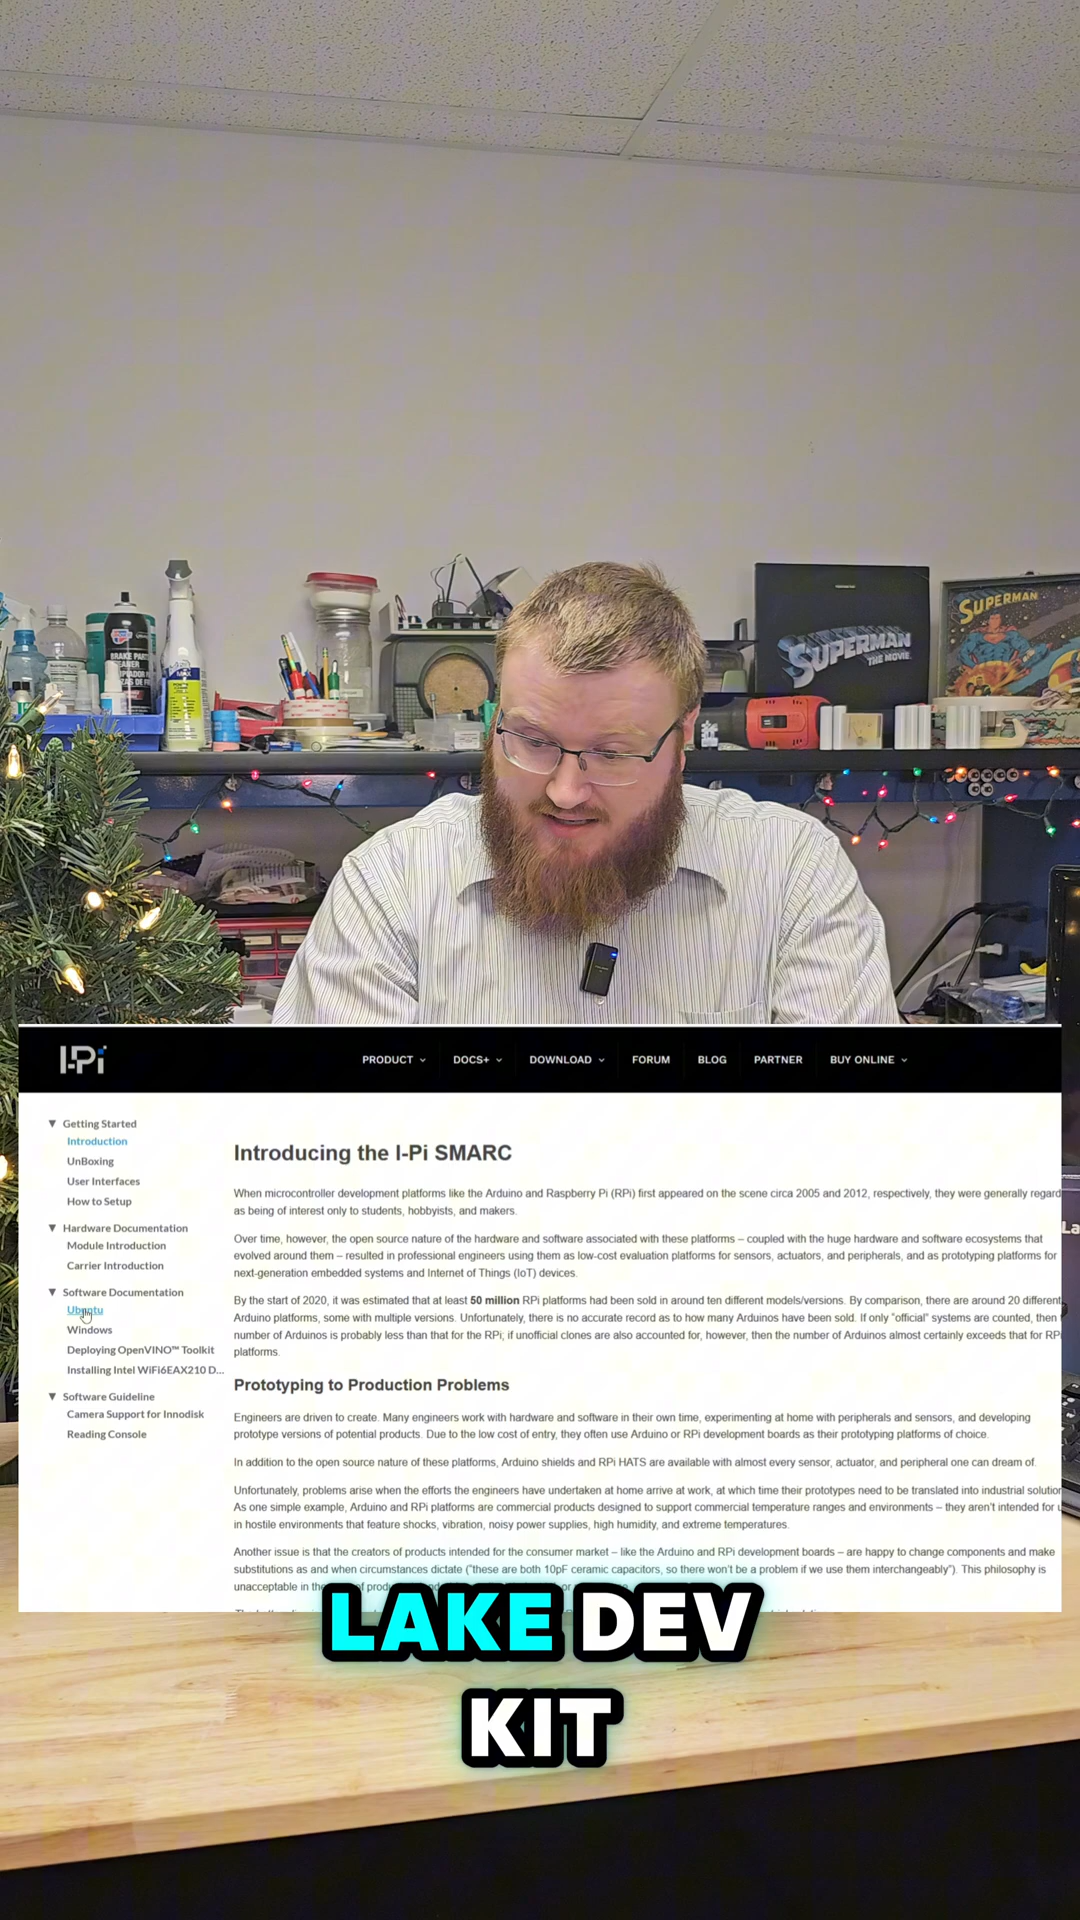 SUPERMAN
THE MOVIE
SUPERMAN
BRAKE PARTS
MAX
I-Pi
PRODUCT
DOCS+
DOWNLOAD
FORUM
BLOG
PARTNER
BUY ONLINE
▼ Getting Started
Introduction
UnBoxing
User Interfaces
How to Setup
▼ Hardware Documentation
Module Introduction
Carrier Introduction
▼ Software Documentation
Ubuntu
Windows
Deploying OpenVINO™ Toolkit
Installing Intel WiFi6EAX210 D...
▼ Software Guideline
Camera Support for Innodisk
Reading Console
Introducing the I-Pi SMARC
When microcontroller development platforms like the Arduino and Raspberry Pi (RPi) first appeared on the scene circa 2005 and 2012, respectively, they were generally regard
as being of interest only to students, hobbyists, and makers.
Over time, however, the open source nature of the hardware and software associated with these platforms – coupled with the huge hardware and software ecosystems that
evolved around them – resulted in professional engineers using them as low-cost evaluation platforms for sensors, actuators, and peripherals, and as prototyping platforms for
next-generation embedded systems and Internet of Things (IoT) devices.
By the start of 2020, it was estimated that at least 50 million RPi platforms had been sold in around ten different models/versions. By comparison, there are around 20 different
Arduino platforms, some with multiple versions. Unfortunately, there is no accurate record as to how many Arduinos have been sold. If only "official" systems are counted, then
number of Arduinos is probably less than that for the RPi; if unofficial clones are also accounted for, however, then the number of Arduinos almost certainly exceeds that for RP
platforms.
Prototyping to Production Problems
Engineers are driven to create. Many engineers work with hardware and software in their own time, experimenting at home with peripherals and sensors, and developing
prototype versions of potential products. Due to the low cost of entry, they often use Arduino or RPi development boards as their prototyping platforms of choice.
In addition to the open source nature of these platforms, Arduino shields and RPi HATS are available with almost every sensor, actuator, and peripheral one can dream of.
Unfortunately, problems arise when the efforts the engineers have undertaken at home arrive at work, at which time their prototypes need to be translated into industrial solution
As one simple example, Arduino and RPi platforms are commercial products designed to support commercial temperature ranges and environments – they aren't intended for u
in hostile environments that feature shocks, vibration, noisy power supplies, high humidity, and extreme temperatures.
Another issue is that the creators of products intended for the consumer market – like the Arduino and RPi development boards – are happy to change components and make
substitutions as and when circumstances dictate ("these are both 10pF ceramic capacitors, so there won't be a problem if we use them interchangeably"). This philosophy is
unacceptable in the
LAKE DEV
KIT